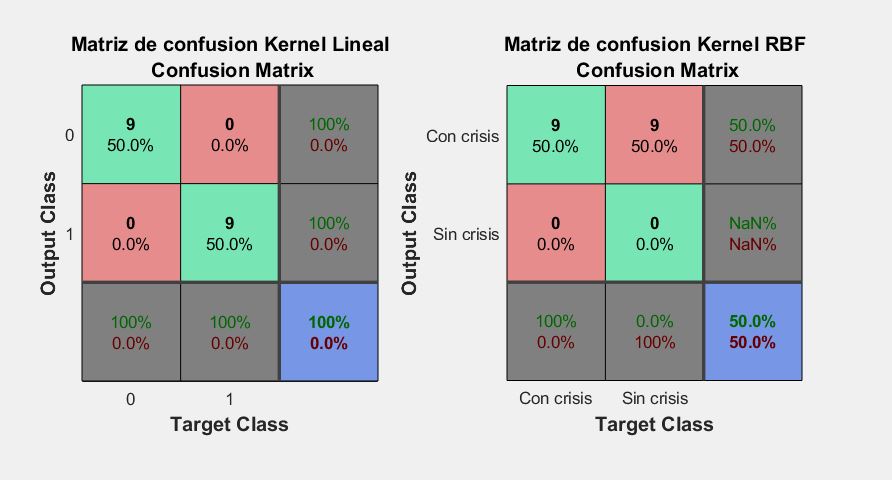 Matriz de confusion Kernel Lineal
Confusion Matrix
0
9
50.0%
0
0.0%
100%
0.0%
1
0
0.0%
9
50.0%
100%
0.0%
100%
0.0%
100%
0.0%
100%
0.0%
0
1
Output Class
Target Class
Matriz de confusion Kernel RBF
Confusion Matrix
Con crisis
9
50.0%
9
50.0%
50.0%
50.0%
Sin crisis
0
0.0%
0
0.0%
NaN%
NaN%
100%
0.0%
0.0%
100%
50.0%
50.0%
Con crisis
Sin crisis
Output Class
Target Class